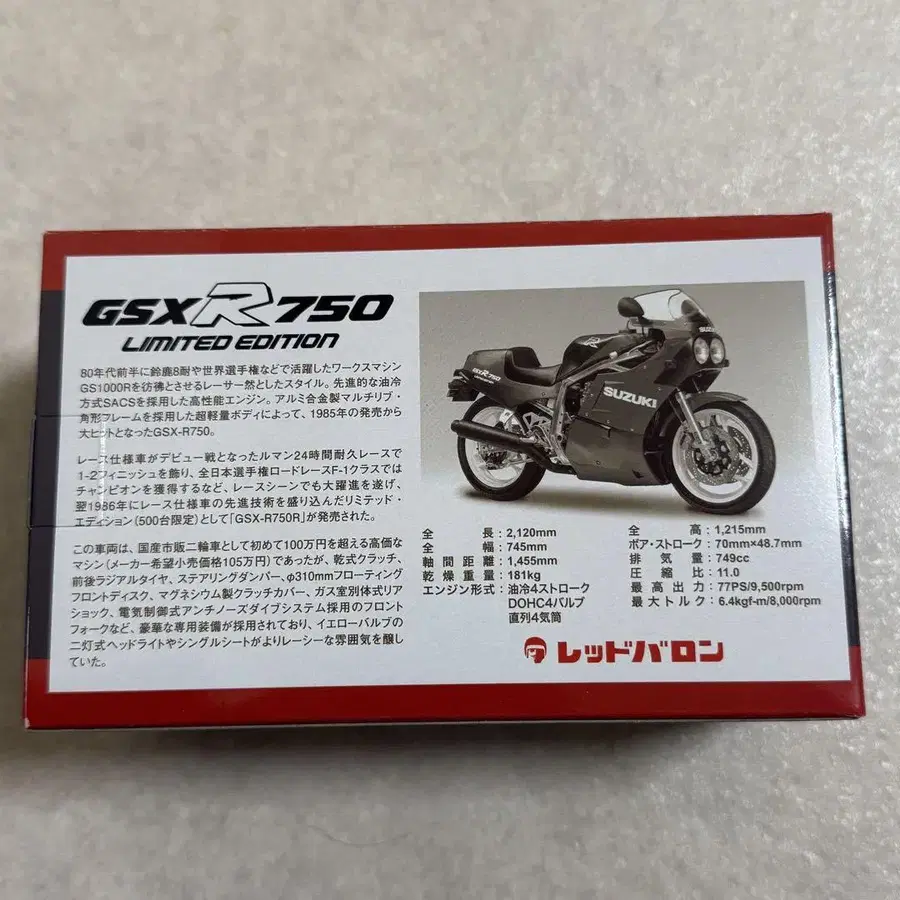 GSX R 750
LIMITED EDITION
80年代前半に鈴鹿8耐や世界選手権などで活躍したワークスマシン
GS1000Rを彷彿とさせるレーサー然としたスタイル。先進的な油冷
方式SACSを採用した高性能エンジン。アルミ合金製マルチリブ・
角形フレームを採用した超軽量ボディによって、1985年の発売から
大ヒットとなったGSX-R750。
レース仕様車がデビュー戦となったルマン24時間耐久レースで
1-2フィニッシュを飾り、全日本選手権ロードレースF-1クラスでは
チャンピオンを獲得するなど、レースシーンでも大躍進を遂げ、
翌1986年にレース仕様車の先進技術を盛り込んだリミテッド・
エディション(500台限定)として「GSX-R750R」が発売された。
この車両は、国産市販二輪車として初めて100万円を超える高価な
マシン(メーカー希望小売価格105万円)であったが、乾式クラッチ、
前後ラジアルタイヤ、ステアリングダンパー、φ310mmフローティング
フロントディスク、マグネシウム製クラッチカバー、ガス室別体式リア
ショック、電気制御式アンチノーズダイブシステム採用のフロント
フォークなど、豪華な専用装備が採用されており、イエローバルブの
二灯式ヘッドライトやシングルシートがよりレーシーな雰囲気を醸し
ていた。
SUZUKI
GSXR750
SUZUKI
全長:2,120mm
全幅:745mm
軸間距離:1,455mm
乾燥重量:181kg
エンジン形式:油冷4ストローク
DOHC4バルブ
直列4気筒
全高:1,215mm
ボア・ストローク:70mm×48.7mm
排気量:749cc
圧縮比:11.0
最高出力:77PS/9,500rpm
最大トルク:6.4kgf-m/8,000rpm
レッドバロン